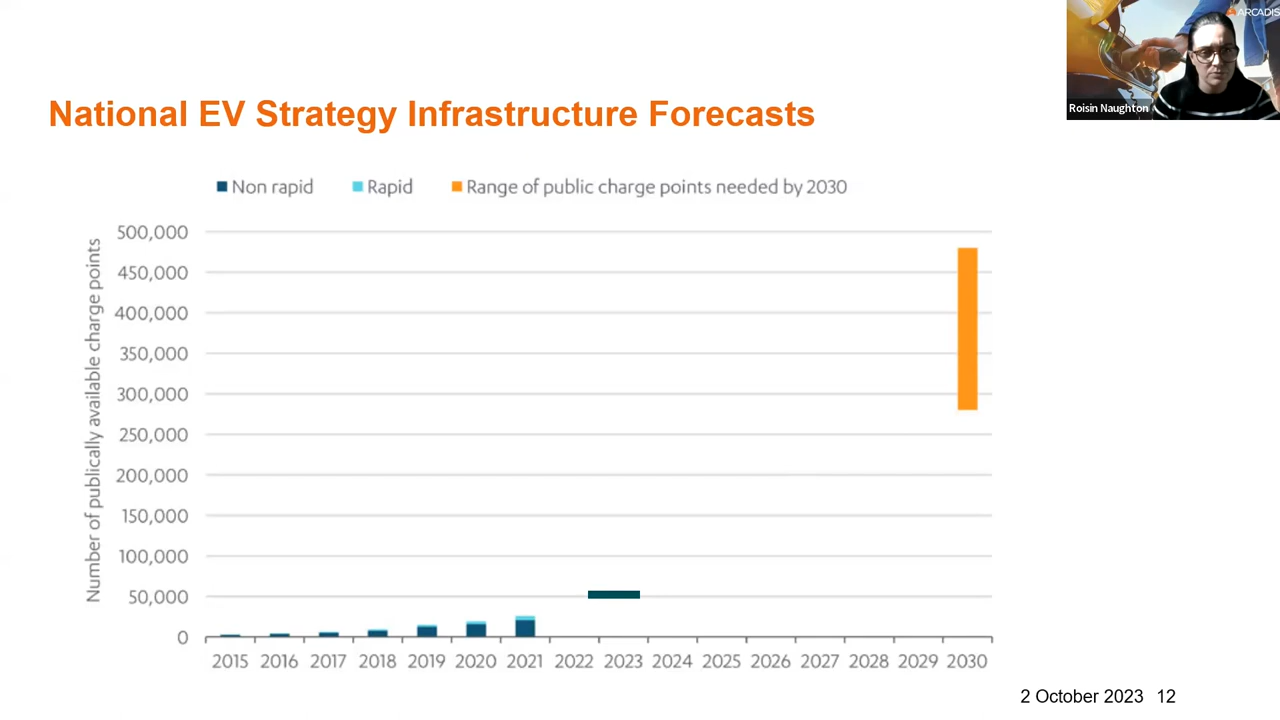 ARCADIS
Roisin Naughton
National EV Strategy Infrastructure Forecasts
Non rapid
Rapid
Range of public charge points needed by 2030
Number of publically available charge points
500,000
450,000
400,000
350,000
300,000
250,000
200,000
150,000
100,000
50,000
0
2015 2016 2017 2018 2019 2020 2021 2022 2023 2024 2025 2026 2027 2028 2029 2030
2 October 2023 12